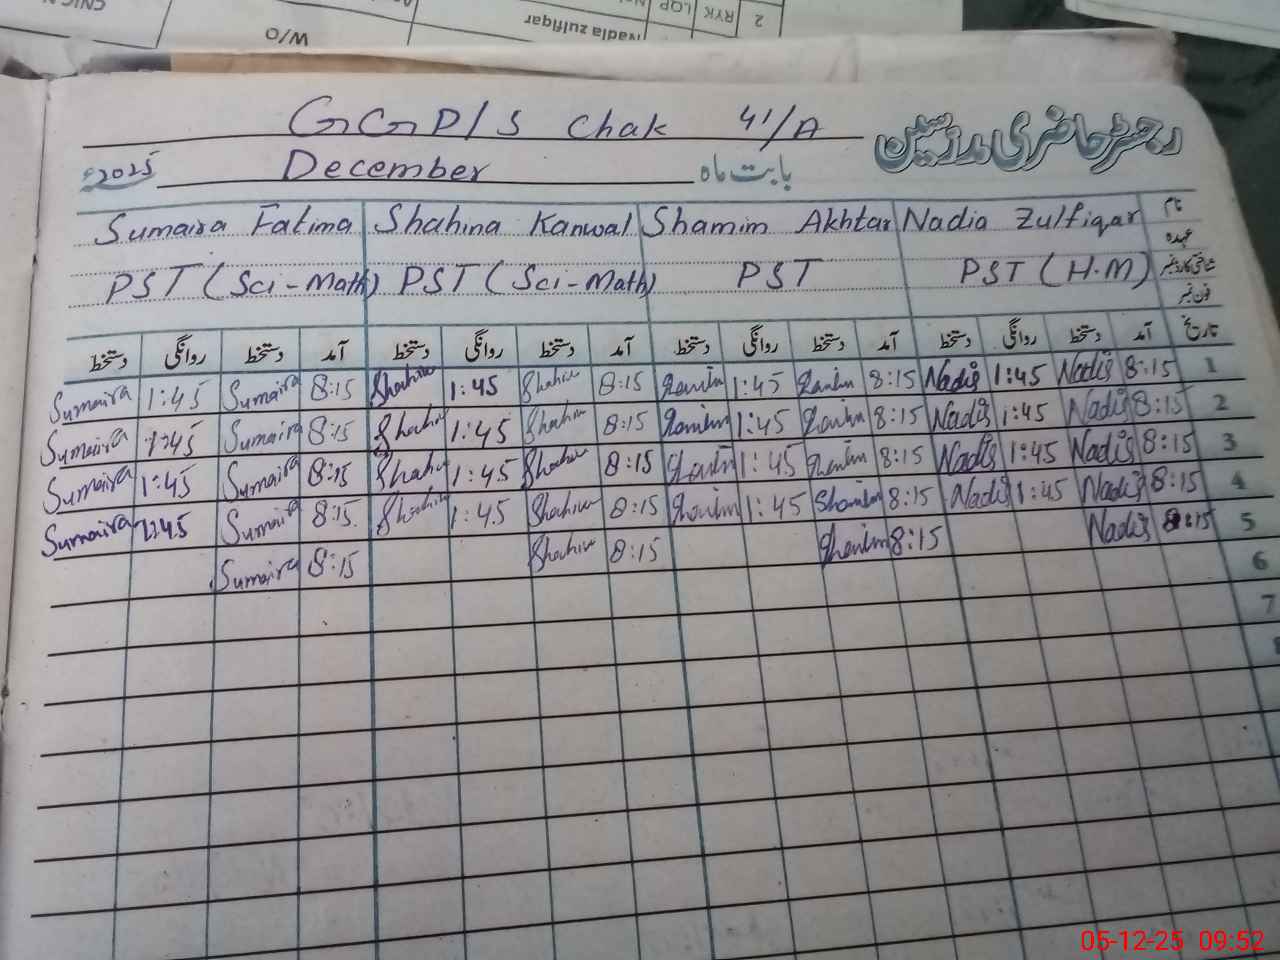 2 RYK LQP
Nadia zulfiqar
W/O
CNIC N
GGP/S Chak 41/A رجسٹر حاضری مدرسین
بابت ماہ December 2025ء
نام Nadia Zulfiqar Shamim Akhtar Shahina Kanwal Sumaira Fatima
عہدہ PST (H.M) PST PST (Sci-Math) PST (Sci-Math)
شناختی کارڈ نمبر
فون نمبر
تاریخ آمد دستخط روانگی دستخط آمد دستخط روانگی دستخط آمد دستخط روانگی دستخط آمد دستخط روانگی دستخط
1 8:15 Nadia 1:45 Nadia 8:15 Shamim 1:45 Shamim 8:15 Shahina 1:45 Shahina 8:15 Sumaira 1:45 Sumaira
2 8:15 Nadia 1:45 Nadia 8:15 Shamim 1:45 Shamim 8:15 Shahina 1:45 Shahina 8:15 Sumaira 1:45 Sumaira
3 8:15 Nadia 1:45 Nadia 8:15 Shamim 1:45 Shamim 8:15 Shahina 1:45 Shahina 8:15 Sumaira 1:45 Sumaira
4 8:15 Nadia 1:45 Nadia 8:15 Shamim 1:45 Shamim 8:15 Shahina 1:45 Shahina 8:15 Sumaira 1:45 Sumaira
5 8:15 Nadia 8:15 Shamim 8:15 Shahina 8:15 Sumaira
6
7
05-12-25 09:52